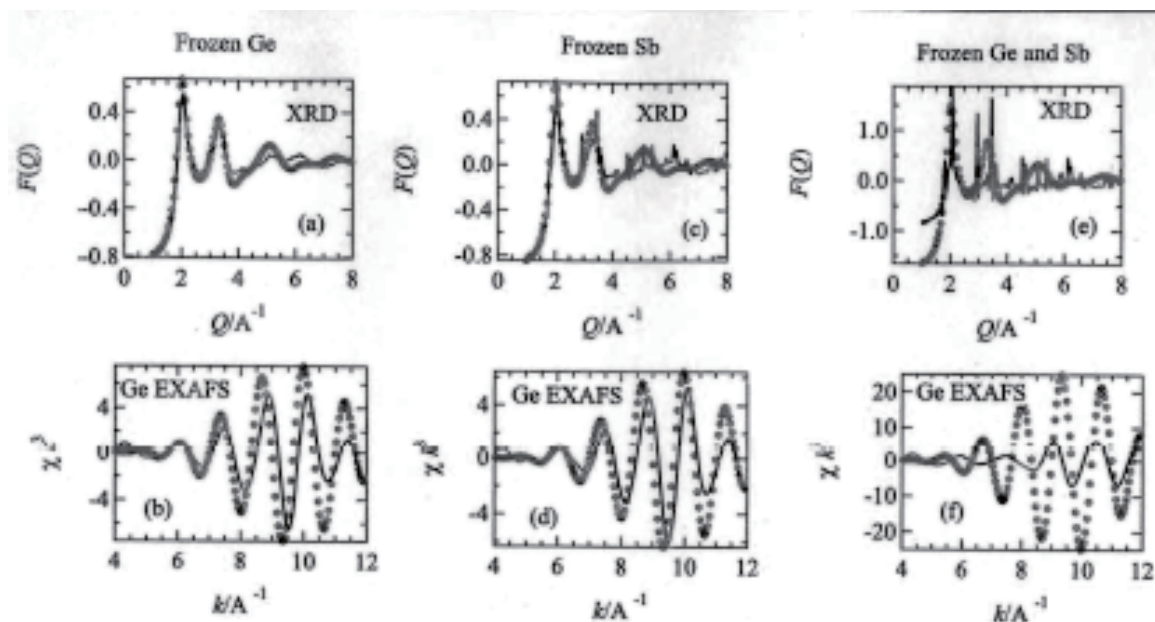 Frozen Ge
Frozen Sb
Frozen Ge and Sb
XRD
XRD
XRD
F(Q)
F(Q)
F(Q)
0.4
0.0
-0.4
-0.8
0.4
0.0
-0.4
-0.8
1.0
0.0
-1.0
(a)
(c)
(e)
0 2 4 6 8
0 2 4 6 8
0 2 4 6 8
Q/A⁻¹
Q/A⁻¹
Q/A⁻¹
Ge EXAFS
Ge EXAFS
Ge EXAFS
4
0
-4
4
0
-4
20
10
0
-10
-20
(b)
(d)
(f)
4 6 8 10 12
4 6 8 10 12
4 6 8 10 12
k/A⁻¹
k/A⁻¹
k/A⁻¹